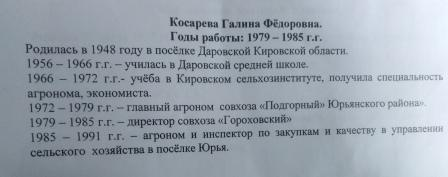 Косарева Галина Фёдоровна.
Годы работы: 1979 – 1985 г.г.
Родилась в 1948 году в посёлке Даровской Кировской области.
1956 – 1966 г.г. – училась в Даровской средней школе.
1966 – 1972 г.г.- учёба в Кировском сельхозинституте, получила специальность
агронома, экономиста.
1972 – 1979 г.г. – главный агроном совхоза «Подгорный» Юрьянского района».
1979 – 1985 г.г. – директор совхоза «Гороховский»
1985 – 1991 г.г. – агроном и инспектор по закупкам и качеству в управлении
сельского хозяйства в посёлке Юрья.